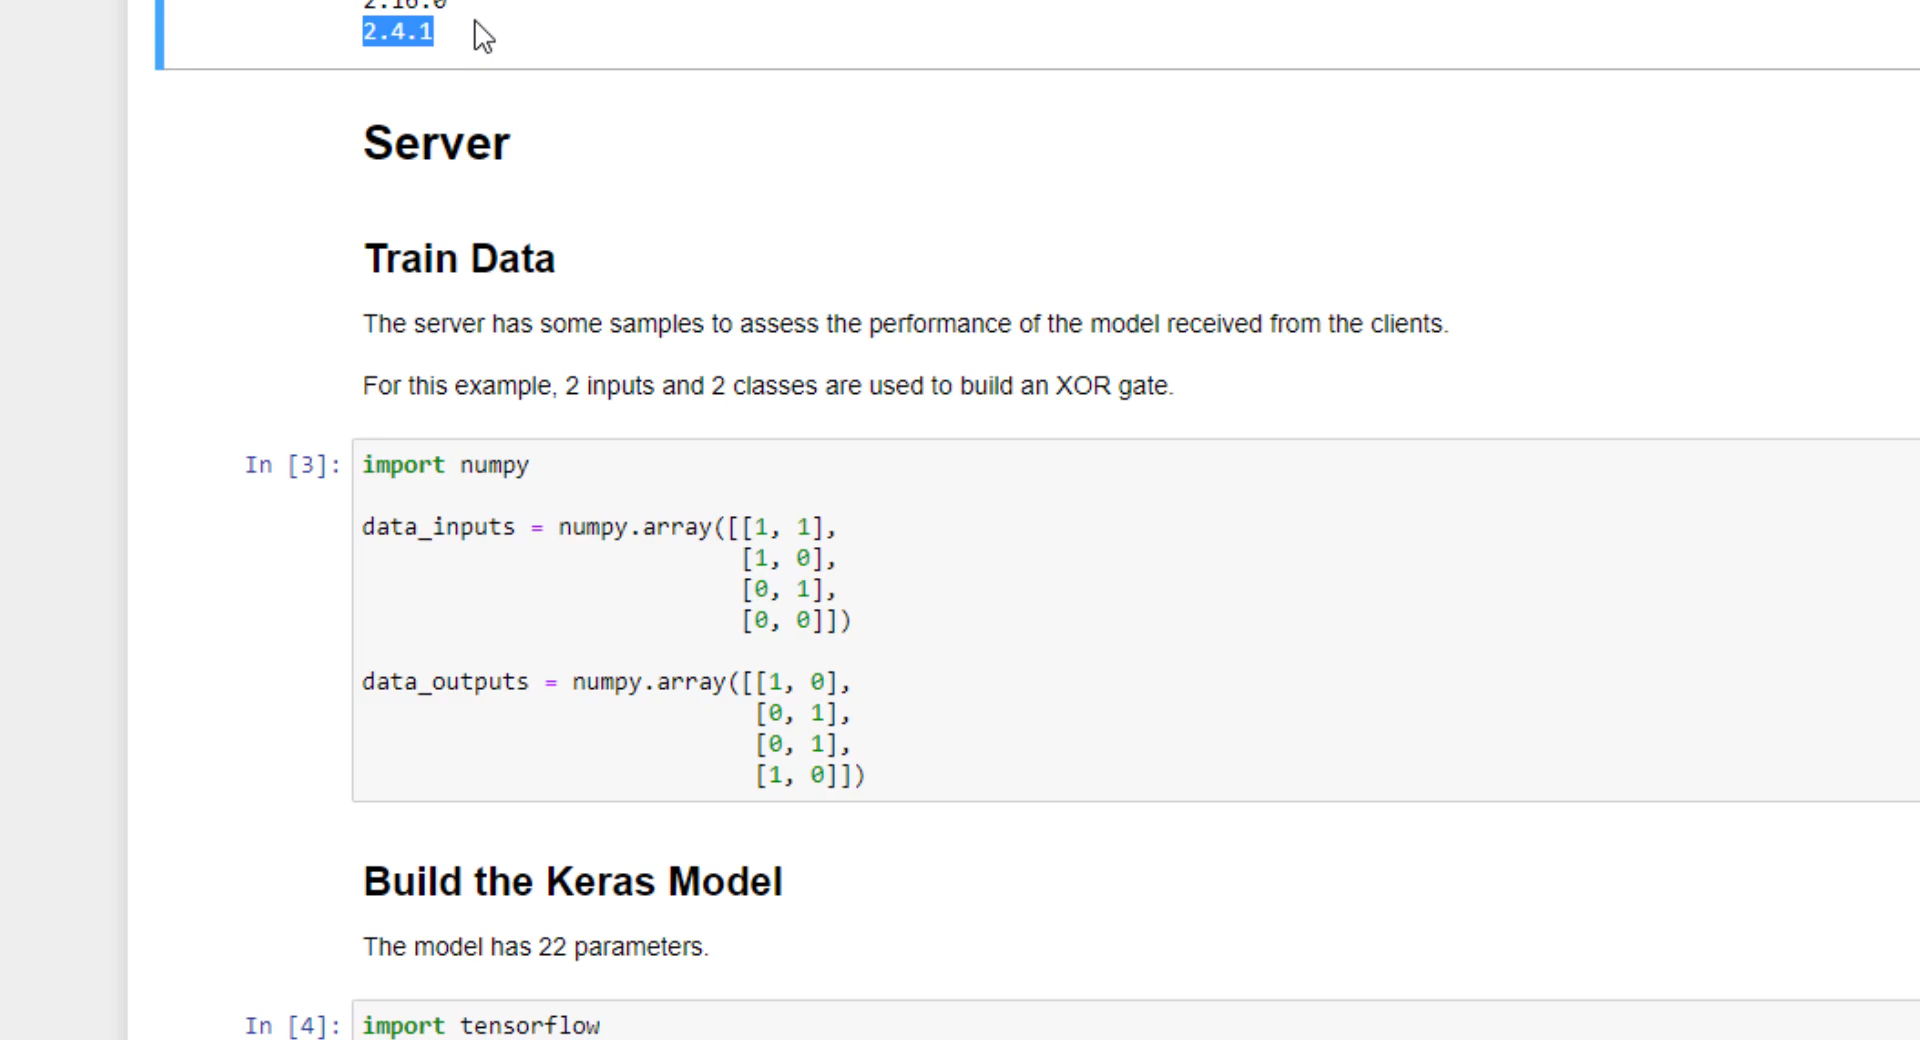 2.16.0
2.4.1
Server
Train Data
The server has some samples to assess the performance of the model received from the clients.
For this example, 2 inputs and 2 classes are used to build an XOR gate.
In [3]: import numpy
data_inputs = numpy.array([[1, 1],
[1, 0],
[0, 1],
[0, 0]])
data_outputs = numpy.array([[1, 0],
[0, 1],
[0, 1],
[1, 0]])
Build the Keras Model
The model has 22 parameters.
In [4]: import tensorflow